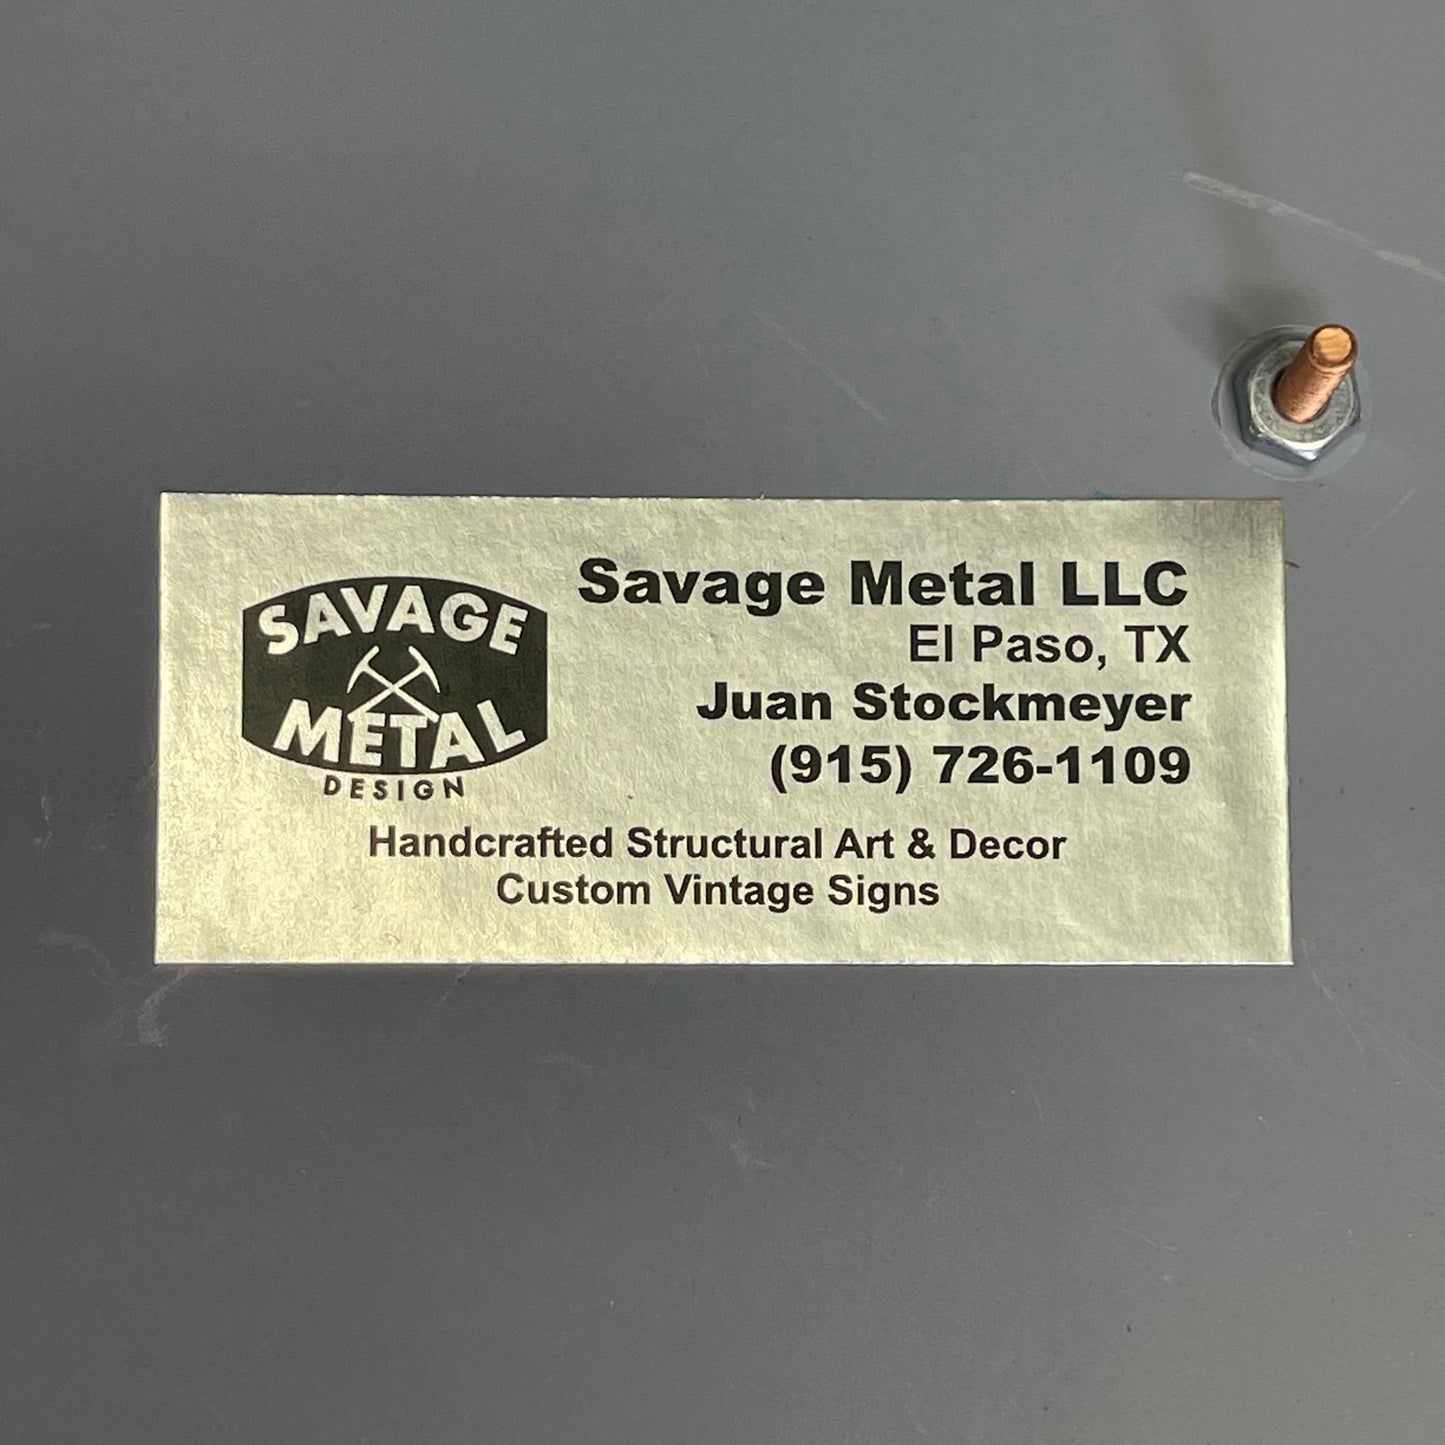 SAVAGE
METAL
DESIGN
Savage Metal LLC
El Paso, TX
Juan Stockmeyer
(915) 726-1109
Handcrafted Structural Art & Decor
Custom Vintage Signs